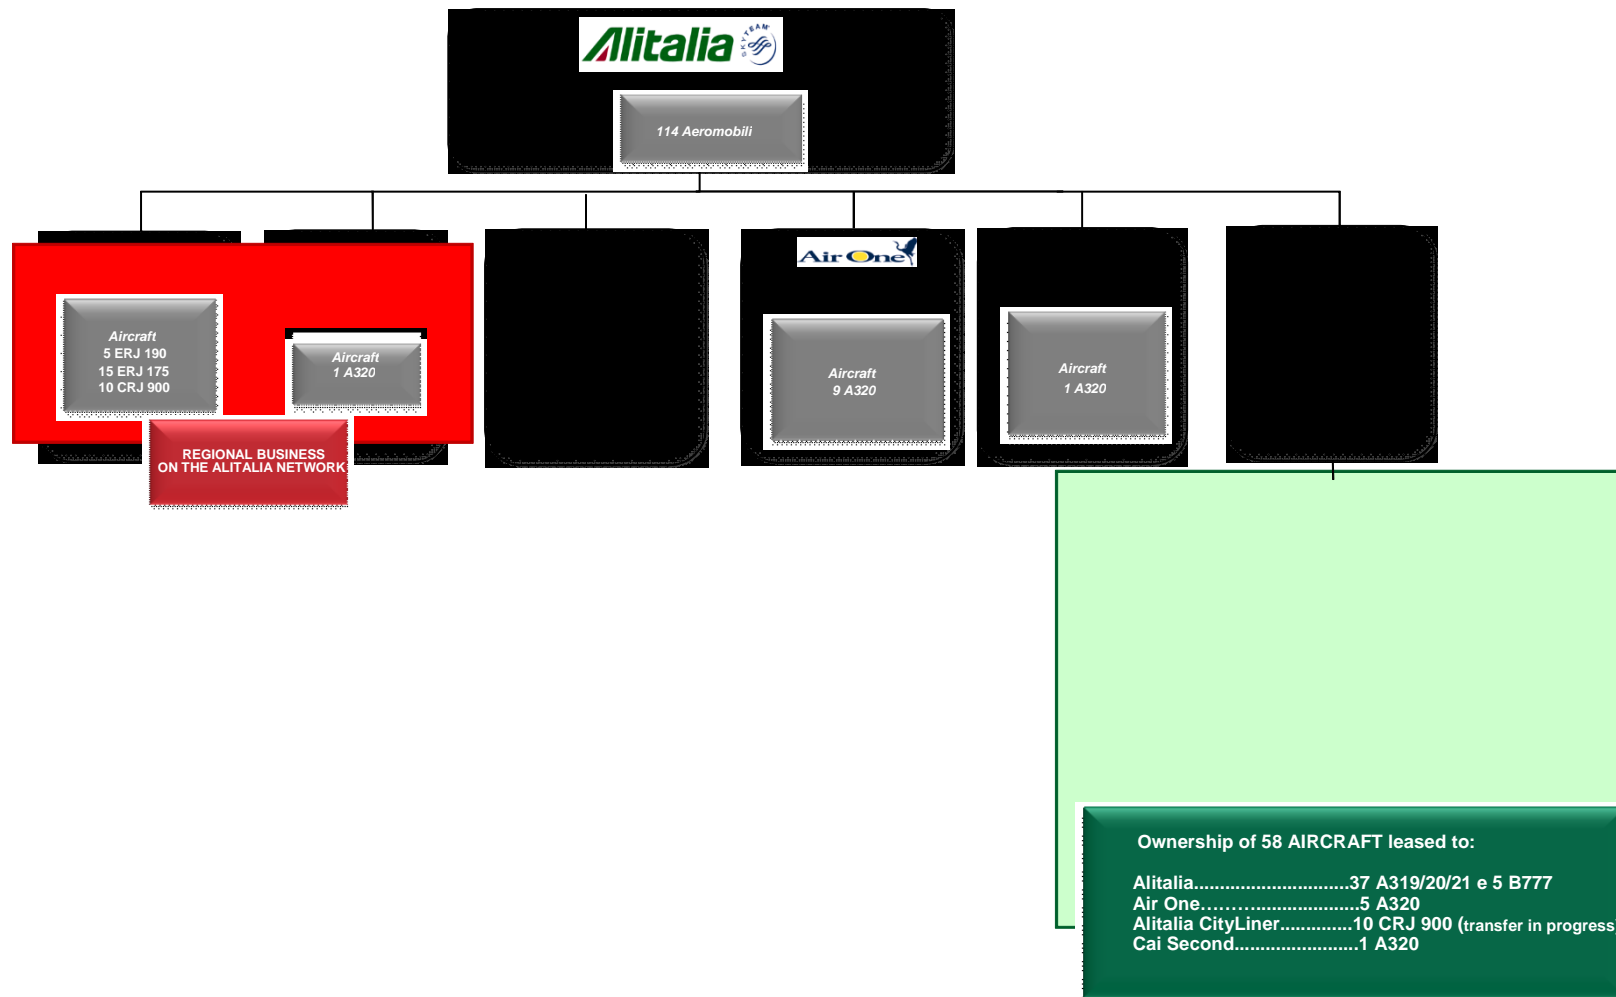 Alitalia
SKYTEAM
114 Aeromobili
Air One
Aircraft
5 ERJ 190
15 ERJ 175
10 CRJ 900
Aircraft
1 A320
Aircraft
9 A320
Aircraft
1 A320
REGIONAL BUSINESS
ON THE ALITALIA NETWORK
Ownership of 58 AIRCRAFT leased to:
Alitalia..............................37 A319/20/21 e 5 B777
Air One……….....................5 A320
Alitalia CityLiner..............10 CRJ 900 (transfer in progress)
Cai Second........................1 A320